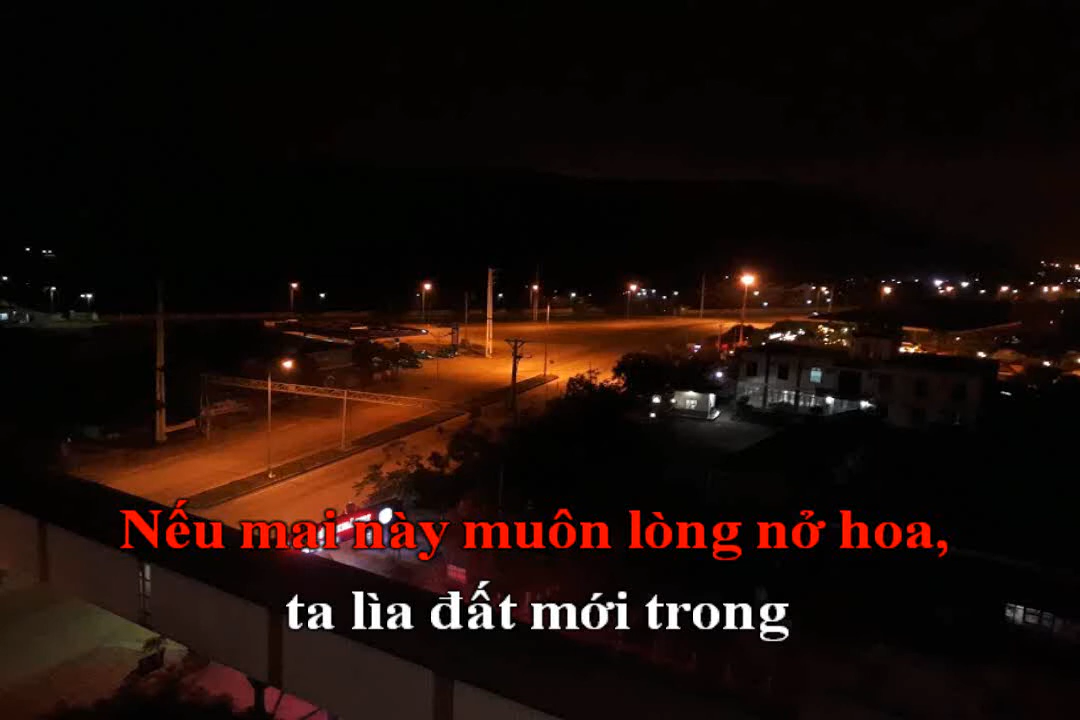 Nếu mai này muôn lòng nở hoa,
ta lìa đất mới trong